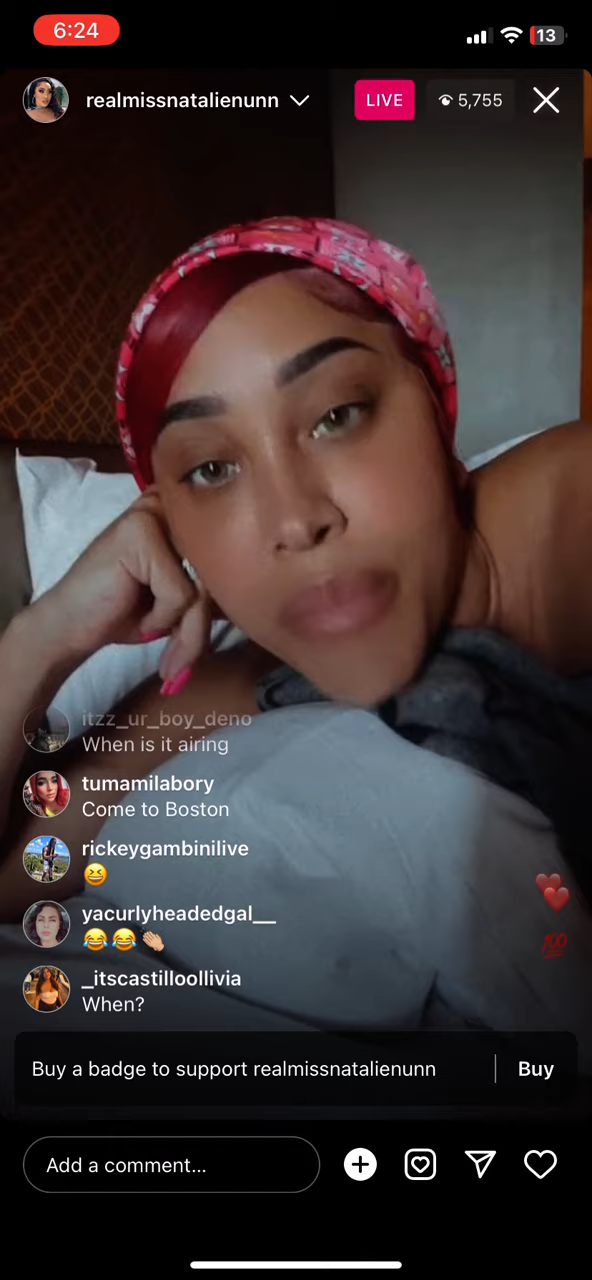 6:24
13
realmissnatalienunn
LIVE
5,755
itzz_ur_boy_deno
When is it airing
tumamilabory
Come to Boston
rickeygambinilive
😆
yacurlyheadedgal__
😂😂👏🏼
_itscastilloollivia
When?
💯
Buy a badge to support realmissnatalienunn
Buy
Add a comment...